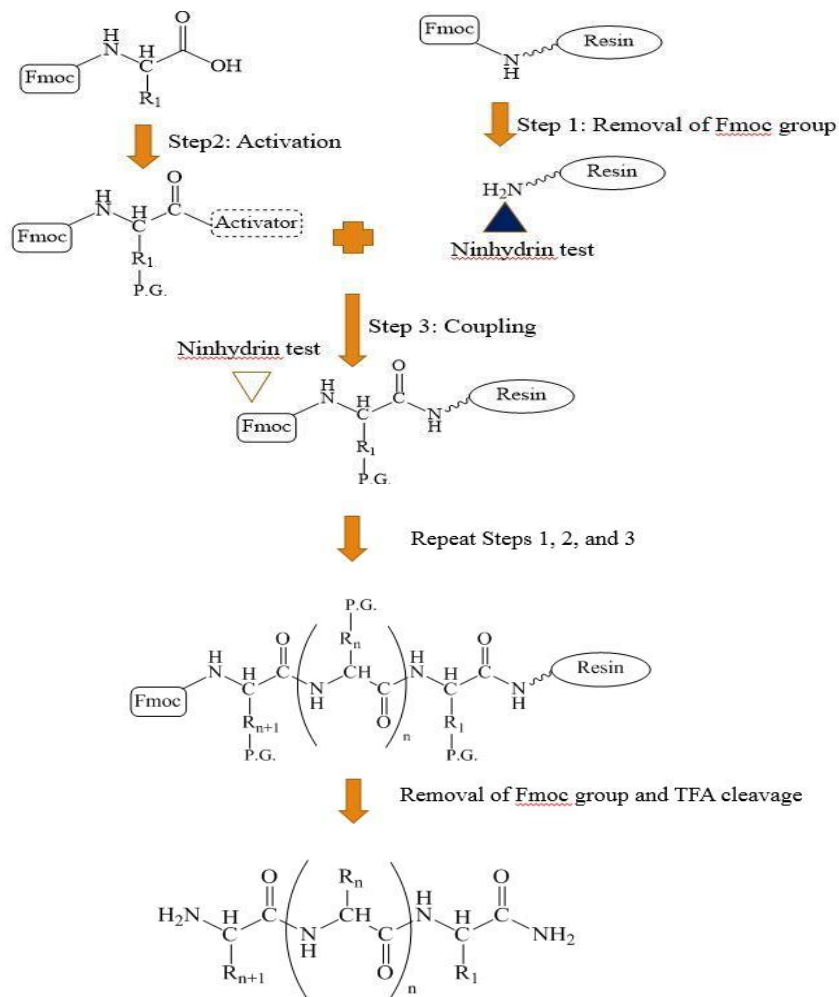 H
N
H
C
O
OH
Fmoc
R1
Fmoc
N
H
Resin
Step2: Activation
Step 1: Removal of Fmoc group
H
N
H
C
O
Activator
Fmoc
R1
P.G.
H2N
Resin
Ninhydrin test
Step 3: Coupling
Ninhydrin test
H
N
H
C
O
N
H
Resin
Fmoc
R1
P.G.
Repeat Steps 1, 2, and 3
P.G.
Rn
H
N
H
C
O
N
H
CH
O
n
H
N
H
C
O
N
H
Resin
Fmoc
Rn+1
P.G.
R1
P.G.
Removal of Fmoc group and TFA cleavage
H2N
H
C
O
Rn+1
N
H
Rn
CH
C
O
n
H
N
H
C
O
NH2
R1